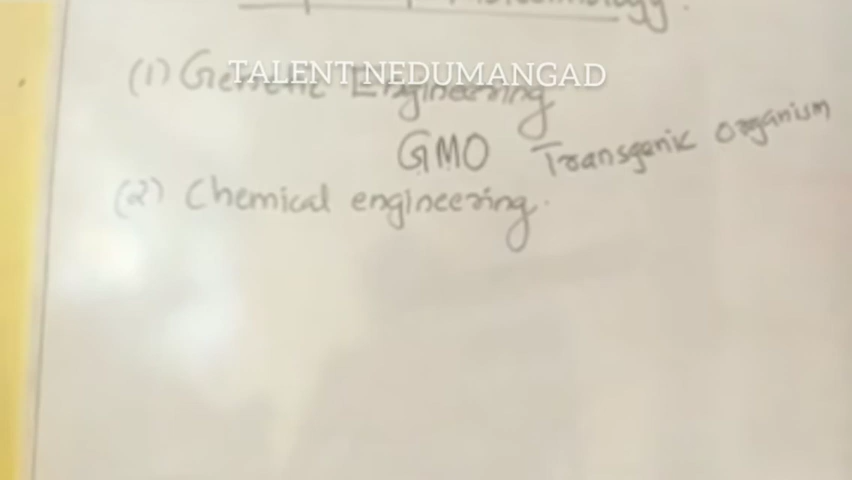 TALENT NEDUMANGAD
(1) Genetic Engineering
GMO Transgenic organism
(2) Chemical engineering.